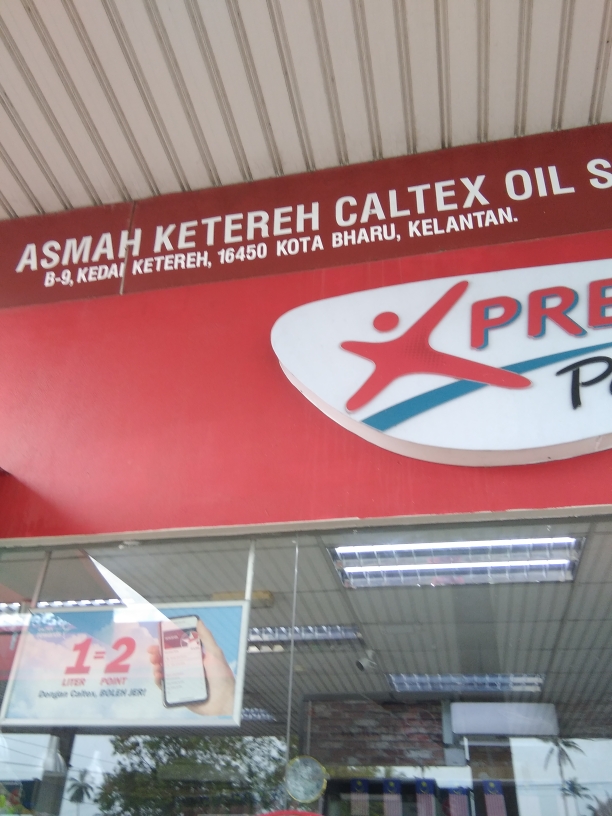 ASMAH KETEREH CALTEX OIL S
B-9, KEDAI KETEREH, 16450 KOTA BHARU, KELANTAN.
PRE
1=2
LITER POINT
Dengan Caltex, BOLEH JER!